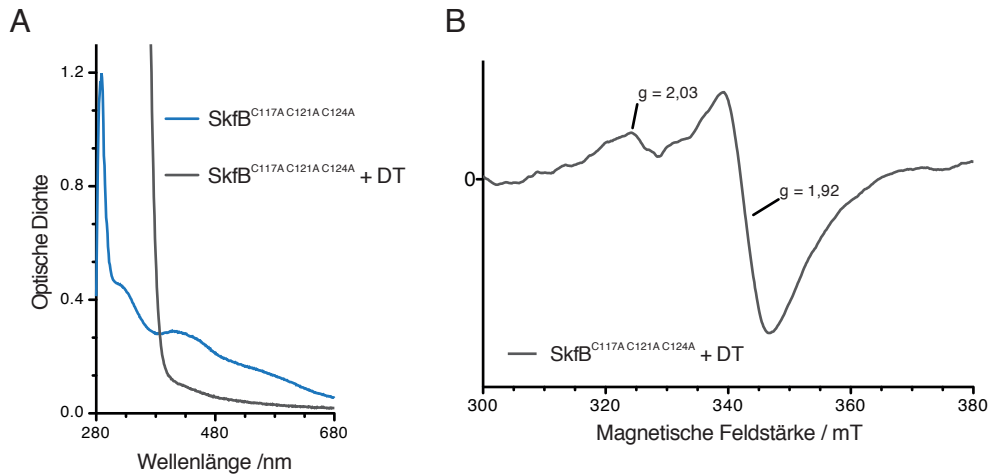 A
Optische Dichte
1.2
0.8
0.4
0.0
280
480
680
Wellenlänge /nm
SkfB^C117A C121A C124A
SkfB^C117A C121A C124A + DT
B
0
g = 2,03
g = 1,92
SkfB^C117A C121A C124A + DT
300
320
340
360
380
Magnetische Feldstärke / mT